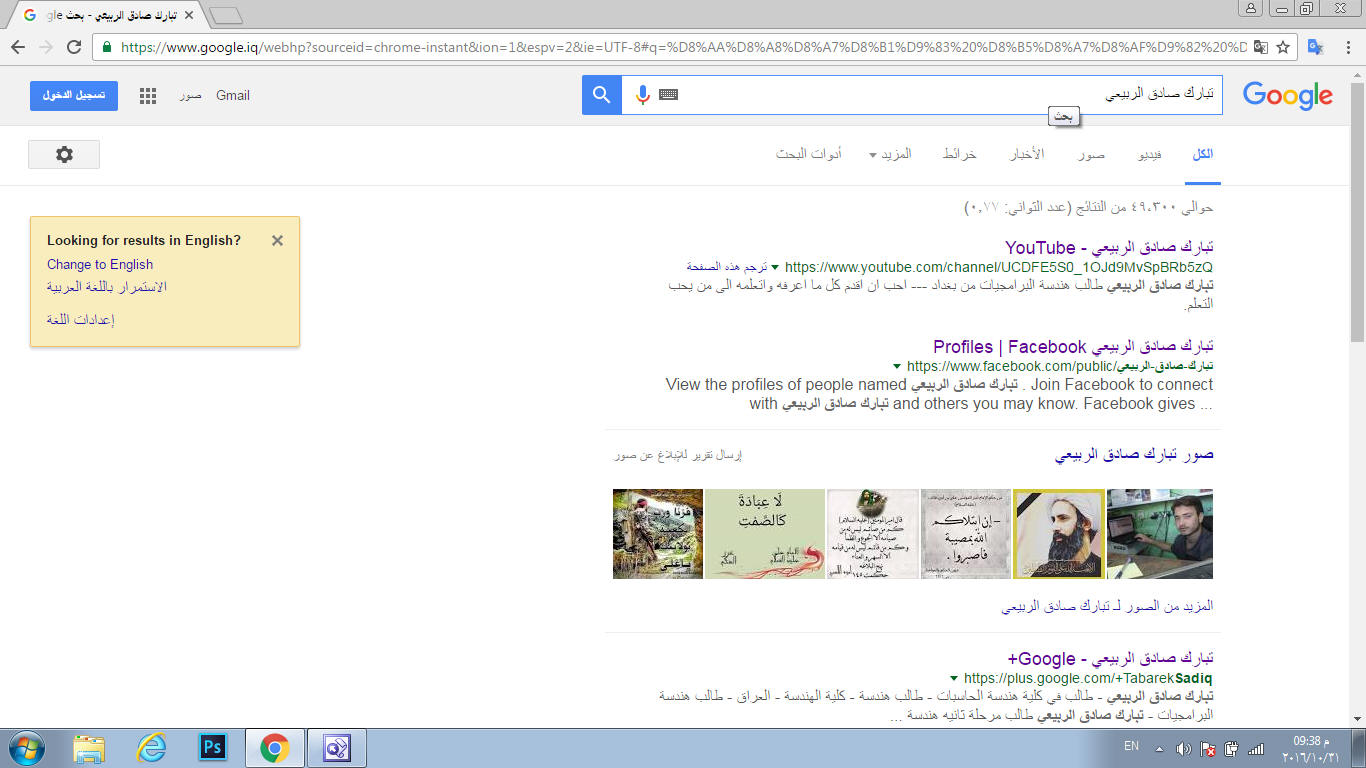 تبارك صادق الربيعي - بحث Google
https://www.google.iq/webhp?sourceid=chrome-instant&ion=1&espv=2&ie=UTF-8#q=%D8%AA%D8%A8%D8%A7%D8%B1%D9%83%20%D8%B5%D8%A7%D8%AF%D9%82%20%D
Google
تبارك صادق الربيعي
بحث
Gmail
صور
تسجيل الدخول
الكل فيديو صور الأخبار خرائط المزيد أدوات البحث
حوالي ٤٩،٣٠٠ من النتائج (عدد الثواني: ٠,٧٧)
Looking for results in English?
Change to English
الاستمرار باللغة العربية
إعدادات اللغة
تبارك صادق الربيعي - YouTube
https://www.youtube.com/channel/UCDFE5S0_1OJd9MvSpBRb5zQ ترجم هذه الصفحة
تبارك صادق الربيعي طالب هندسة البرامجيات من بغداد --- احب ان اقدم كل ما اعرفه واتعلمه الى من يحب
التعلم.
تبارك صادق الربيعي Profiles | Facebook
https://www.facebook.com/public/تبارك-صادق-الربيعي
View the profiles of people named تبارك صادق الربيعي . Join Facebook to connect
with تبارك صادق الربيعي and others you may know. Facebook gives ...
صور تبارك صادق الربيعي
إرسال تقرير للإبلاغ عن صور
لَا عِبَادَةَ
كَالصَّمْتِ
- إن ابتلاكم
الله بمصيبة
فاصبروا .
المزيد من الصور لـ تبارك صادق الربيعي
تبارك صادق الربيعي - Google+
https://plus.google.com/+TabarekSadiq
تبارك صادق الربيعي - طالب في كلية هندسة الحاسبات - طالب هندسة - كلية الهندسة - العراق - طالب هندسة
البرامجيات - تبارك صادق الربيعي طالب مرحلة ثانيه هندسة ...
Ps
EN
09:38 م
٢٠١٦/١٠/٣١